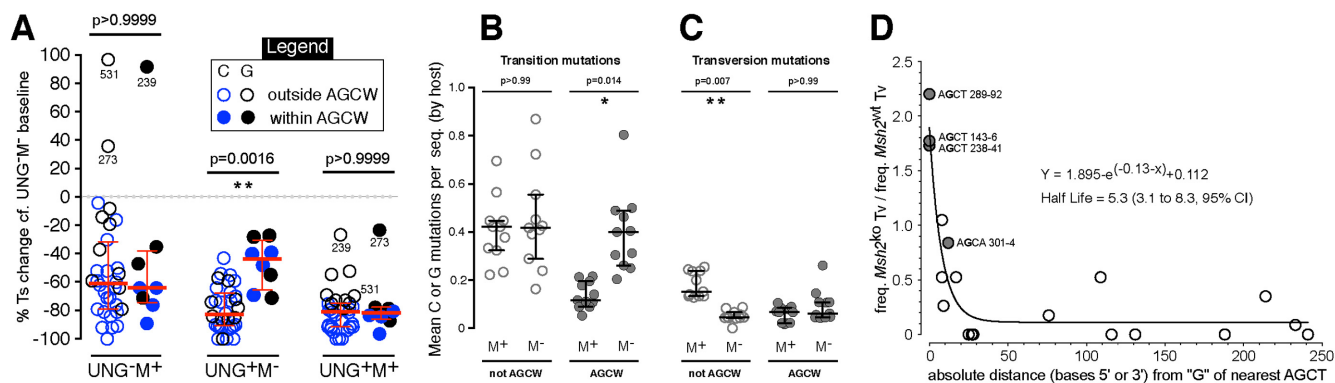 A
p>0.9999
Legend
C G
outside AGCW
within AGCW
p=0.0016
**
p>0.9999
531
239
273
239
273
531
% Ts change cf. UNG-M- baseline
100
80
60
40
20
0
-20
-40
-60
-80
-100
UNG-M+
UNG+M-
UNG+M+
B
Transition mutations
p>0.99
p=0.014
*
Mean C or G mutations per seq. (by host)
1.0
0.8
0.6
0.4
0.2
0
M+ M- M+ M-
not AGCW
AGCW
C
Transversion mutations
p=0.007
p>0.99
**
M+ M- M+ M-
not AGCW
AGCW
D
freq. Msh2ko Tv / freq. Msh2wt Tv
2.5
2.0
1.5
1.0
0.5
0
AGCT 289-92
AGCT 143-6
AGCT 238-41
AGCA 301-4
Y = 1.895-e(-0.13-x)+0.112
Half Life = 5.3 (3.1 to 8.3, 95% CI)
0 50 100 150 200 250
absolute distance (bases 5' or 3') from "G" of nearest AGCT